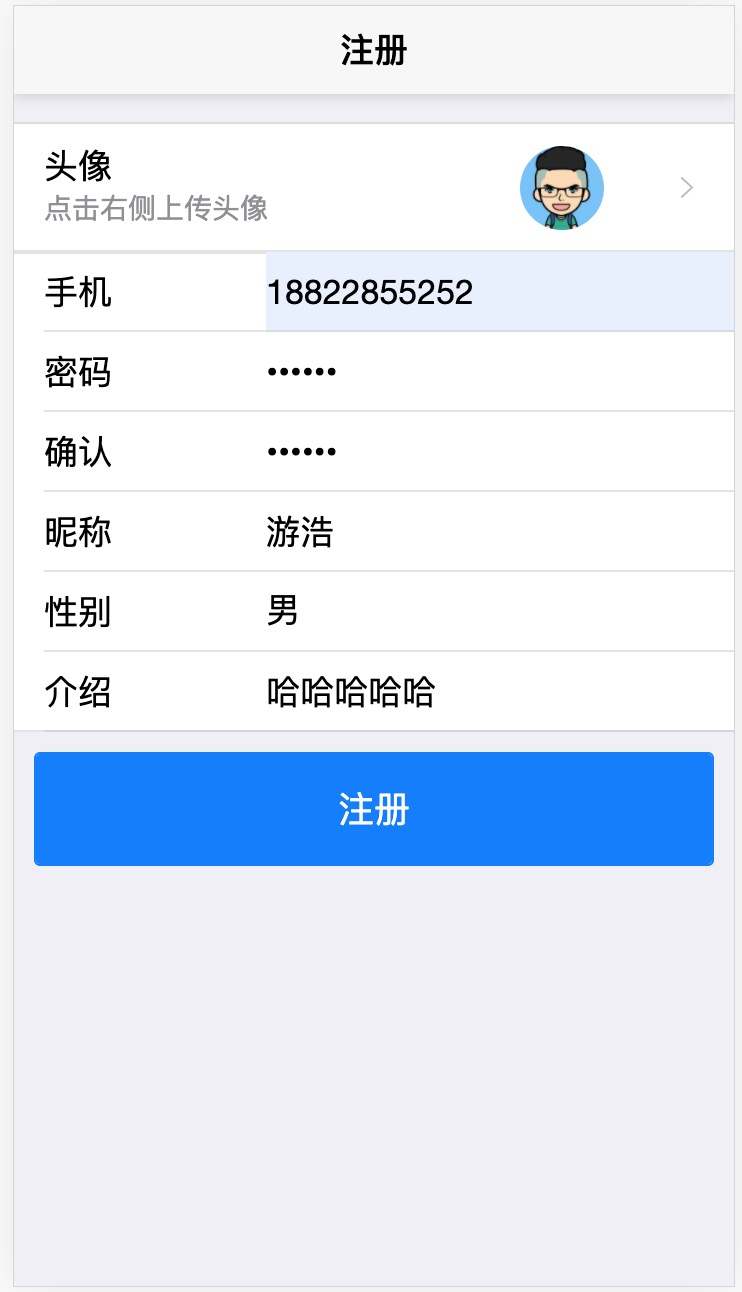 注册
头像
点击右侧上传头像
手机 18822855252
密码 ••••••
确认 ••••••
昵称 游浩
性别 男
介绍 哈哈哈哈哈
注册